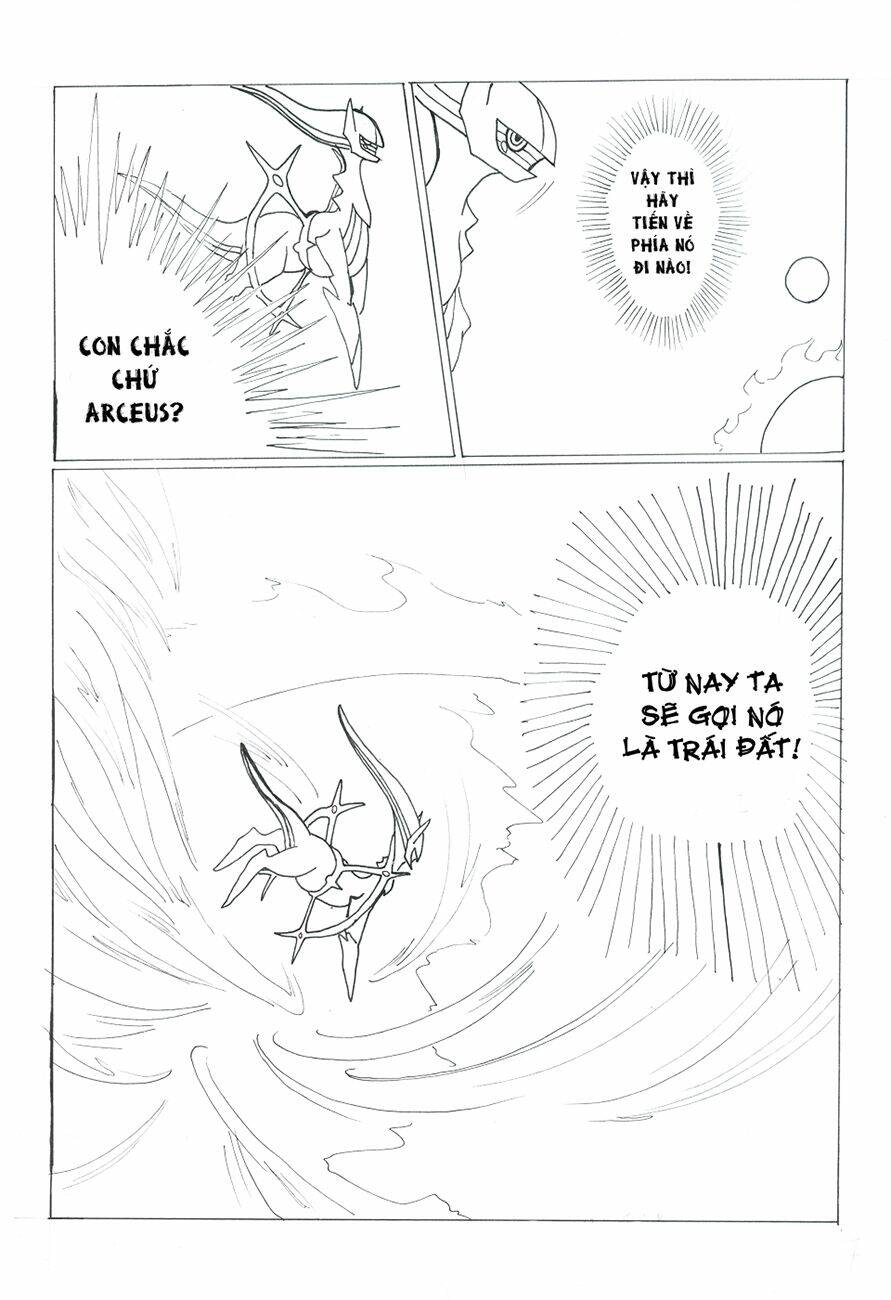 CON CHẮC
CHỨ
ARCEUS?
VẬY THÌ
HÃY
TIẾN VỀ
PHÍA NÓ
ĐI NÀO!
TỪ NAY TA
SẼ GỌI NÓ
LÀ TRÁI ĐẤT!